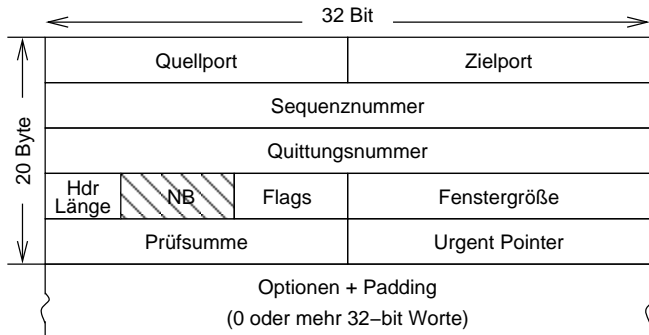 32 Bit
20 Byte
Quellport Zielport
Sequenznummer
Quittungsnummer
Hdr
Länge NB Flags Fenstergröße
Prüfsumme Urgent Pointer
Optionen + Padding
(0 oder mehr 32–bit Worte)